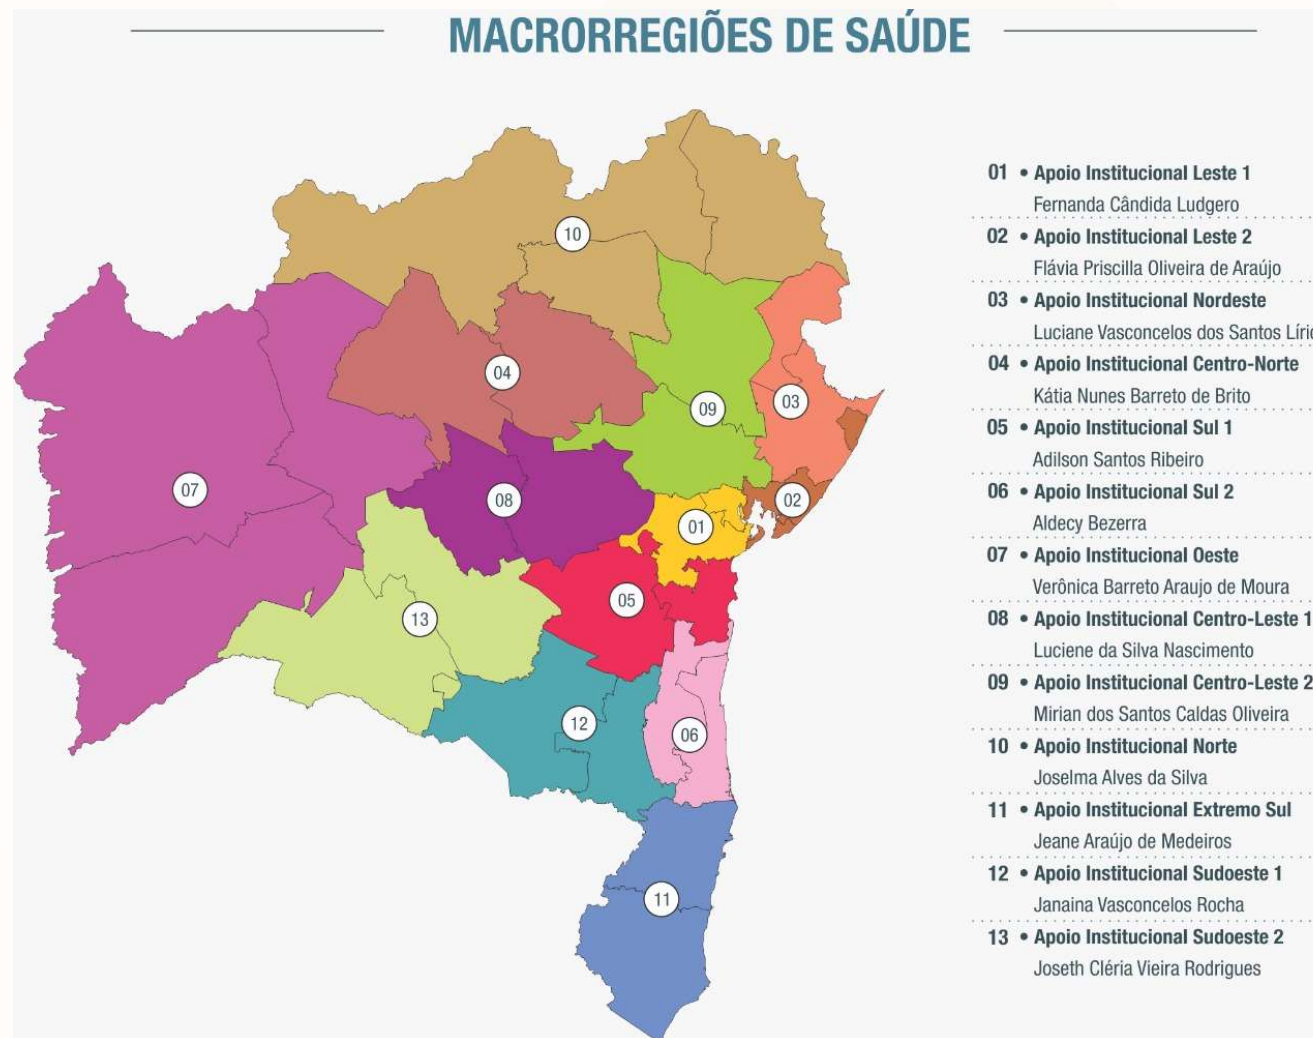 MACRORREGIÕES DE SAÚDE
01 • Apoio Institucional Leste 1
Fernanda Cândida Ludgero
02 • Apoio Institucional Leste 2
Flávia Priscilla Oliveira de Araújo
03 • Apoio Institucional Nordeste
Luciane Vasconcelos dos Santos
04 • Apoio Institucional Centro-Norte
Kátia Nunes Barreto de Brito
05 • Apoio Institucional Sul 1
Adilson Santos Ribeiro
06 • Apoio Institucional Sul 2
Aldecy Bezerra
07 • Apoio Institucional Oeste
Verônica Barreto Araujo de Moura
08 • Apoio Institucional Centro-Leste 1
Luciene da Silva Nascimento
09 • Apoio Institucional Centro-Leste 2
Mirian dos Santos Caldas Oliveira
10 • Apoio Institucional Norte
Joselma Alves da Silva
11 • Apoio Institucional Extremo Sul
Jeane Araújo de Medeiros
12 • Apoio Institucional Sudoeste 1
Janaina Vasconcelos Rocha
13 • Apoio Institucional Sudoeste 2
Joseth Cléria Vieira Rodrigues
10
04
03
09
07
08
02
01
05
13
12
06
11